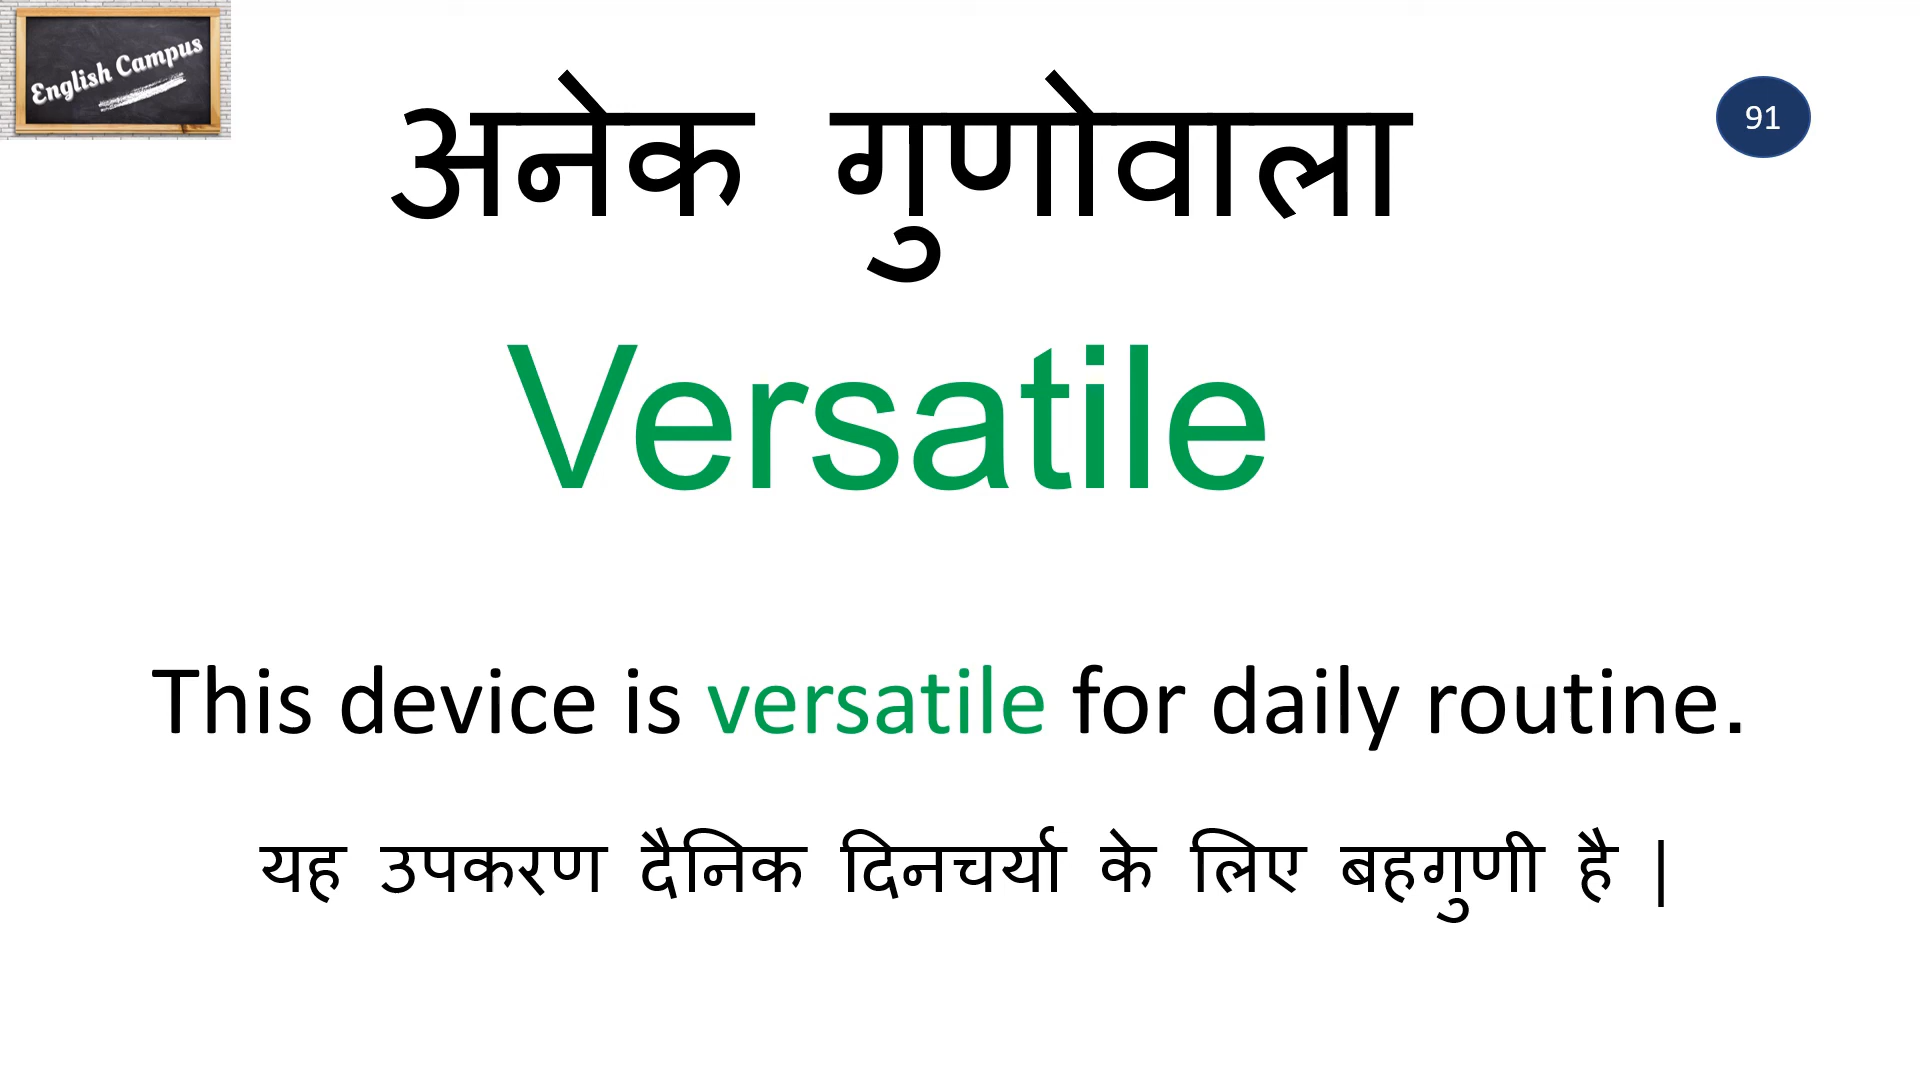 English Campus
अनेक गुणोवाला
91
Versatile
This device is versatile for daily routine.
यह उपकरण दैनिक दिनचर्या के लिए बहगुणी है |